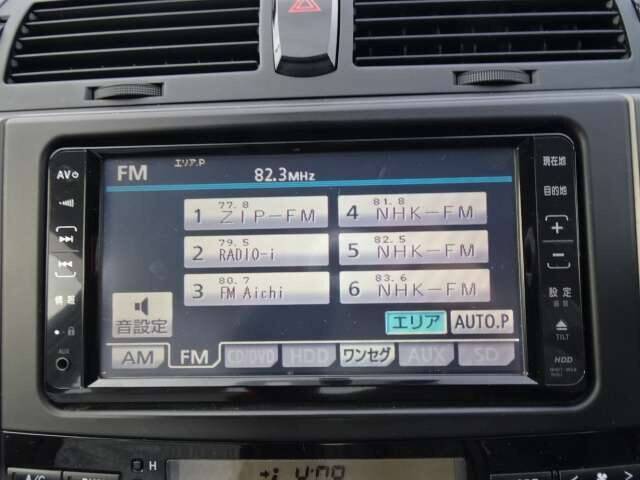 FM エリア.P 82.3MHz
77.8
1 ZIP-FM
79.5
2 RADIO-i
80.7
3 FM Aichi
81.8
4 NHK-FM
82.5
5 NHK-FM
83.6
6 NHK-FM
音設定
エリア AUTO.P
AM FM CD/DVD HDD ワンセグ AUX SD
AV
情報
AUX
現在地
目的地
+
−
設定
TILT
HDD
H
A/C